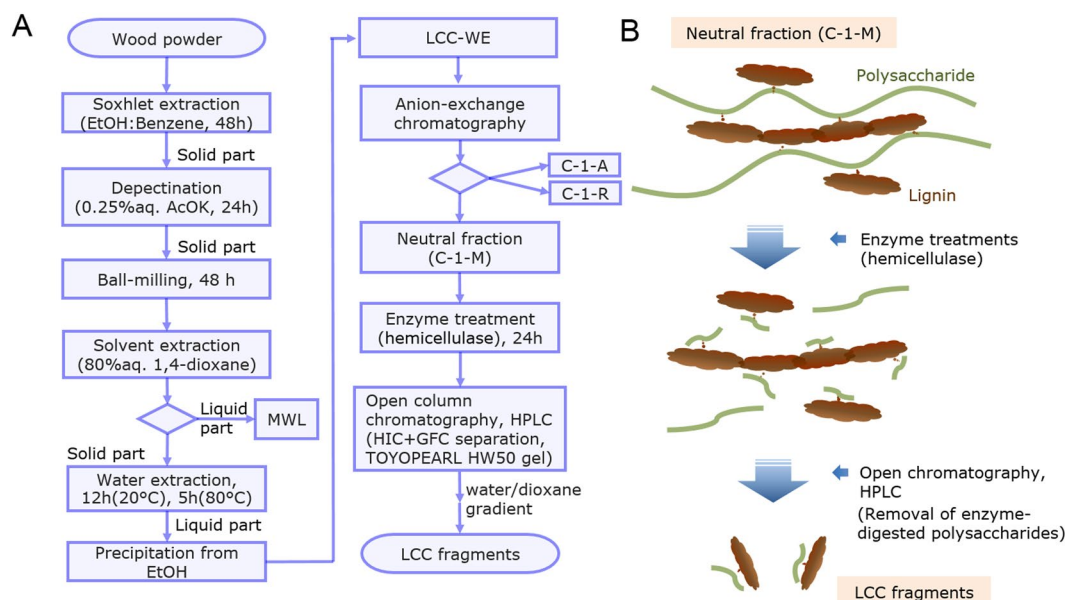 A
Wood powder
Soxhlet extraction
(EtOH:Benzene, 48h)
Solid part
Depectination
(0.25%aq. AcOK, 24h)
Solid part
Ball-milling, 48 h
Solvent extraction
(80%aq. 1,4-dioxane)
Liquid
part
MWL
Solid part
Water extraction,
12h(20°C), 5h(80°C)
Liquid part
Precipitation from
EtOH
LCC-WE
Anion-exchange
chromatography
C-1-A
C-1-R
Neutral fraction
(C-1-M)
Enzyme treatment
(hemicellulase), 24h
Open column
chromatography, HPLC
(HIC+GFC separation,
TOYOPEARL HW50 gel)
water/dioxane
gradient
LCC fragments
B
Neutral fraction (C-1-M)
Polysaccharide
Lignin
Enzyme treatments
(hemicellulase)
Open chromatography,
HPLC
(Removal of enzyme-
digested polysaccharides)
LCC fragments